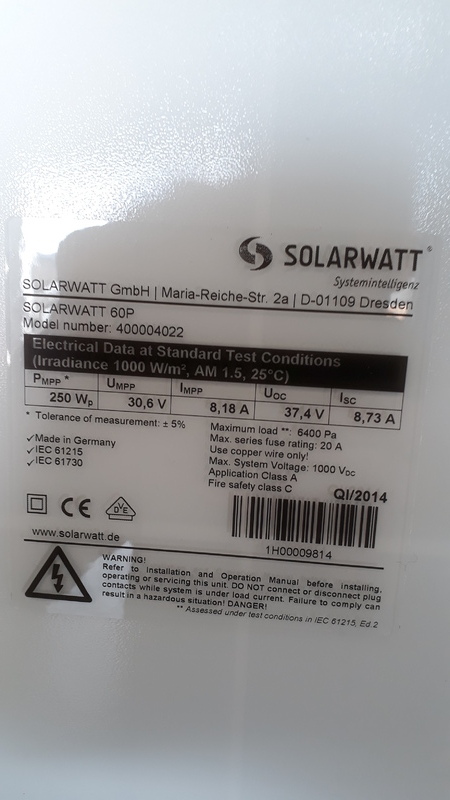 SOLARWATT®
Systemintelligenz
SOLARWATT GmbH | Maria-Reiche-Str. 2a | D-01109 Dresden
SOLARWATT 60P
Model number: 400004022
Electrical Data at Standard Test Conditions
(Irradiance 1000 W/m², AM 1.5, 25°C)
PMPP * UMPP IMPP UOC ISC
250 Wp 30,6 V 8,18 A 37,4 V 8,73 A
* Tolerance of measurement: ± 5%
✓Made in Germany
✓IEC 61215
✓IEC 61730
Maximum load **: 6400 Pa
Max. series fuse rating: 20 A
Use copper wire only!
Max. System Voltage: 1000 VDC
Application Class A
Fire safety class C
QI/2014
CE
DVE
www.solarwatt.de
1H00009814
WARNING!
Refer to Installation and Operation Manual before installing,
operating or servicing this unit. DO NOT connect or disconnect plug
contacts while system is under load current. Failure to comply can
result in a hazardous situation! DANGER!
** Assessed under test conditions in IEC 61215, Ed.2